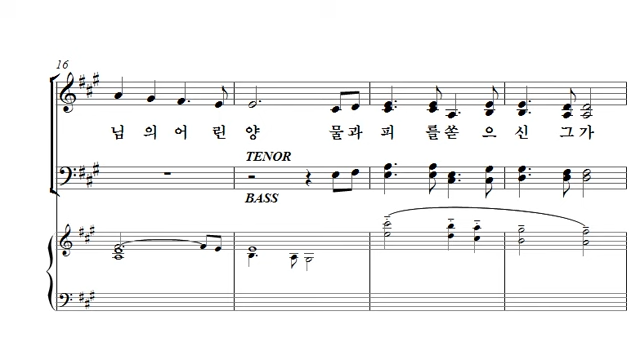 16
님 의 어 린 양 물 과 피 를 쏟 으 신 그 가
TENOR
BASS